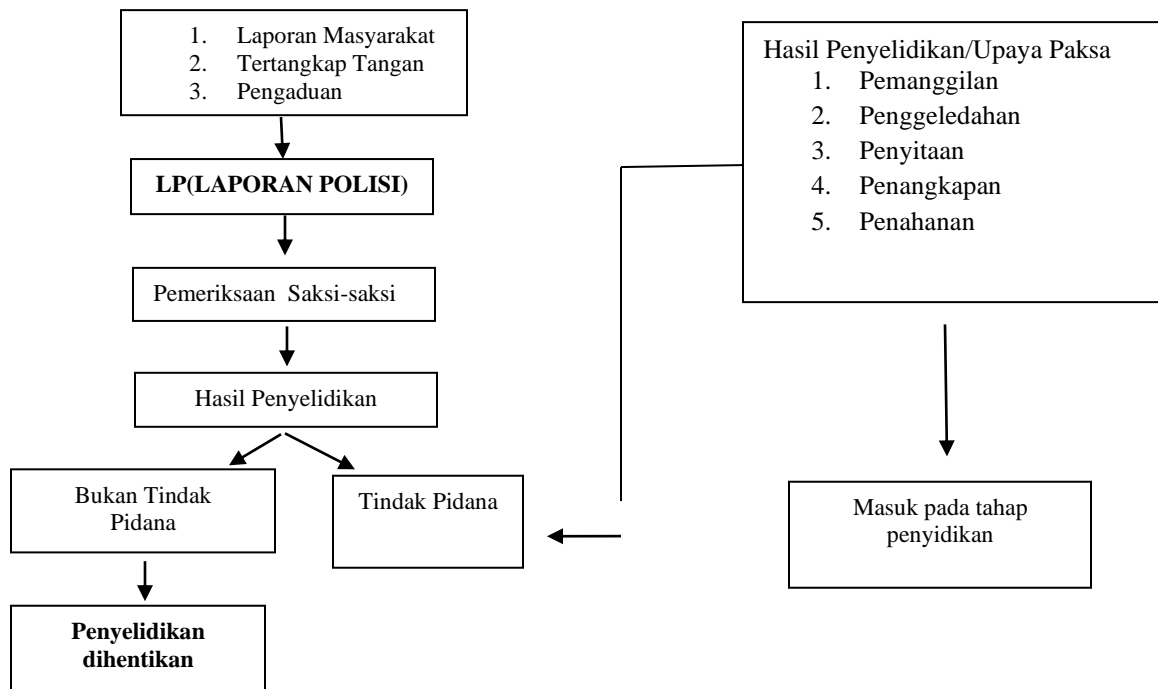 1. Laporan Masyarakat
2. Tertangkap Tangan
3. Pengaduan
LP(LAPORAN POLISI)
Pemeriksaan Saksi-saksi
Hasil Penyelidikan
Bukan Tindak
Pidana
Tindak Pidana
Penyelidikan
dihentikan
Hasil Penyelidikan/Upaya Paksa
1. Pemanggilan
2. Penggeledahan
3. Penyitaan
4. Penangkapan
5. Penahanan
Masuk pada tahap
penyidikan